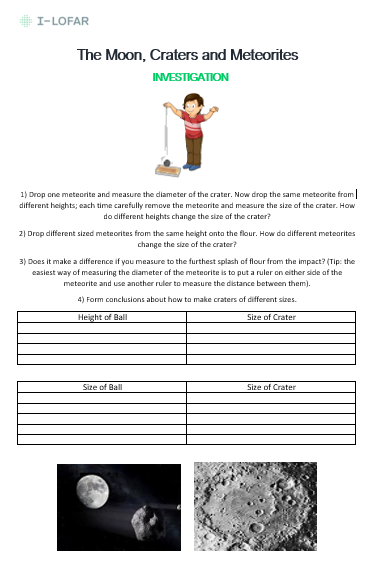 I-LOFAR
The Moon, Craters and Meteorites
INVESTIGATION
1) Drop one meteorite and measure the diameter of the crater. Now drop the same meteorite from
different heights; each time carefully remove the meteorite and measure the size of the crater. How
do different heights change the size of the crater?
2) Drop different sized meteorites from the same height onto the flour. How do different meteorites
change the size of the crater?
3) Does it make a difference if you measure to the furthest splash of flour from the impact? (Tip: the
easiest way of measuring the diameter of the meteorite is to put a ruler on either side of the
meteorite and use another ruler to measure the distance between them).
4) Form conclusions about how to make craters of different sizes.
Height of Ball Size of Crater
Size of Ball Size of Crater